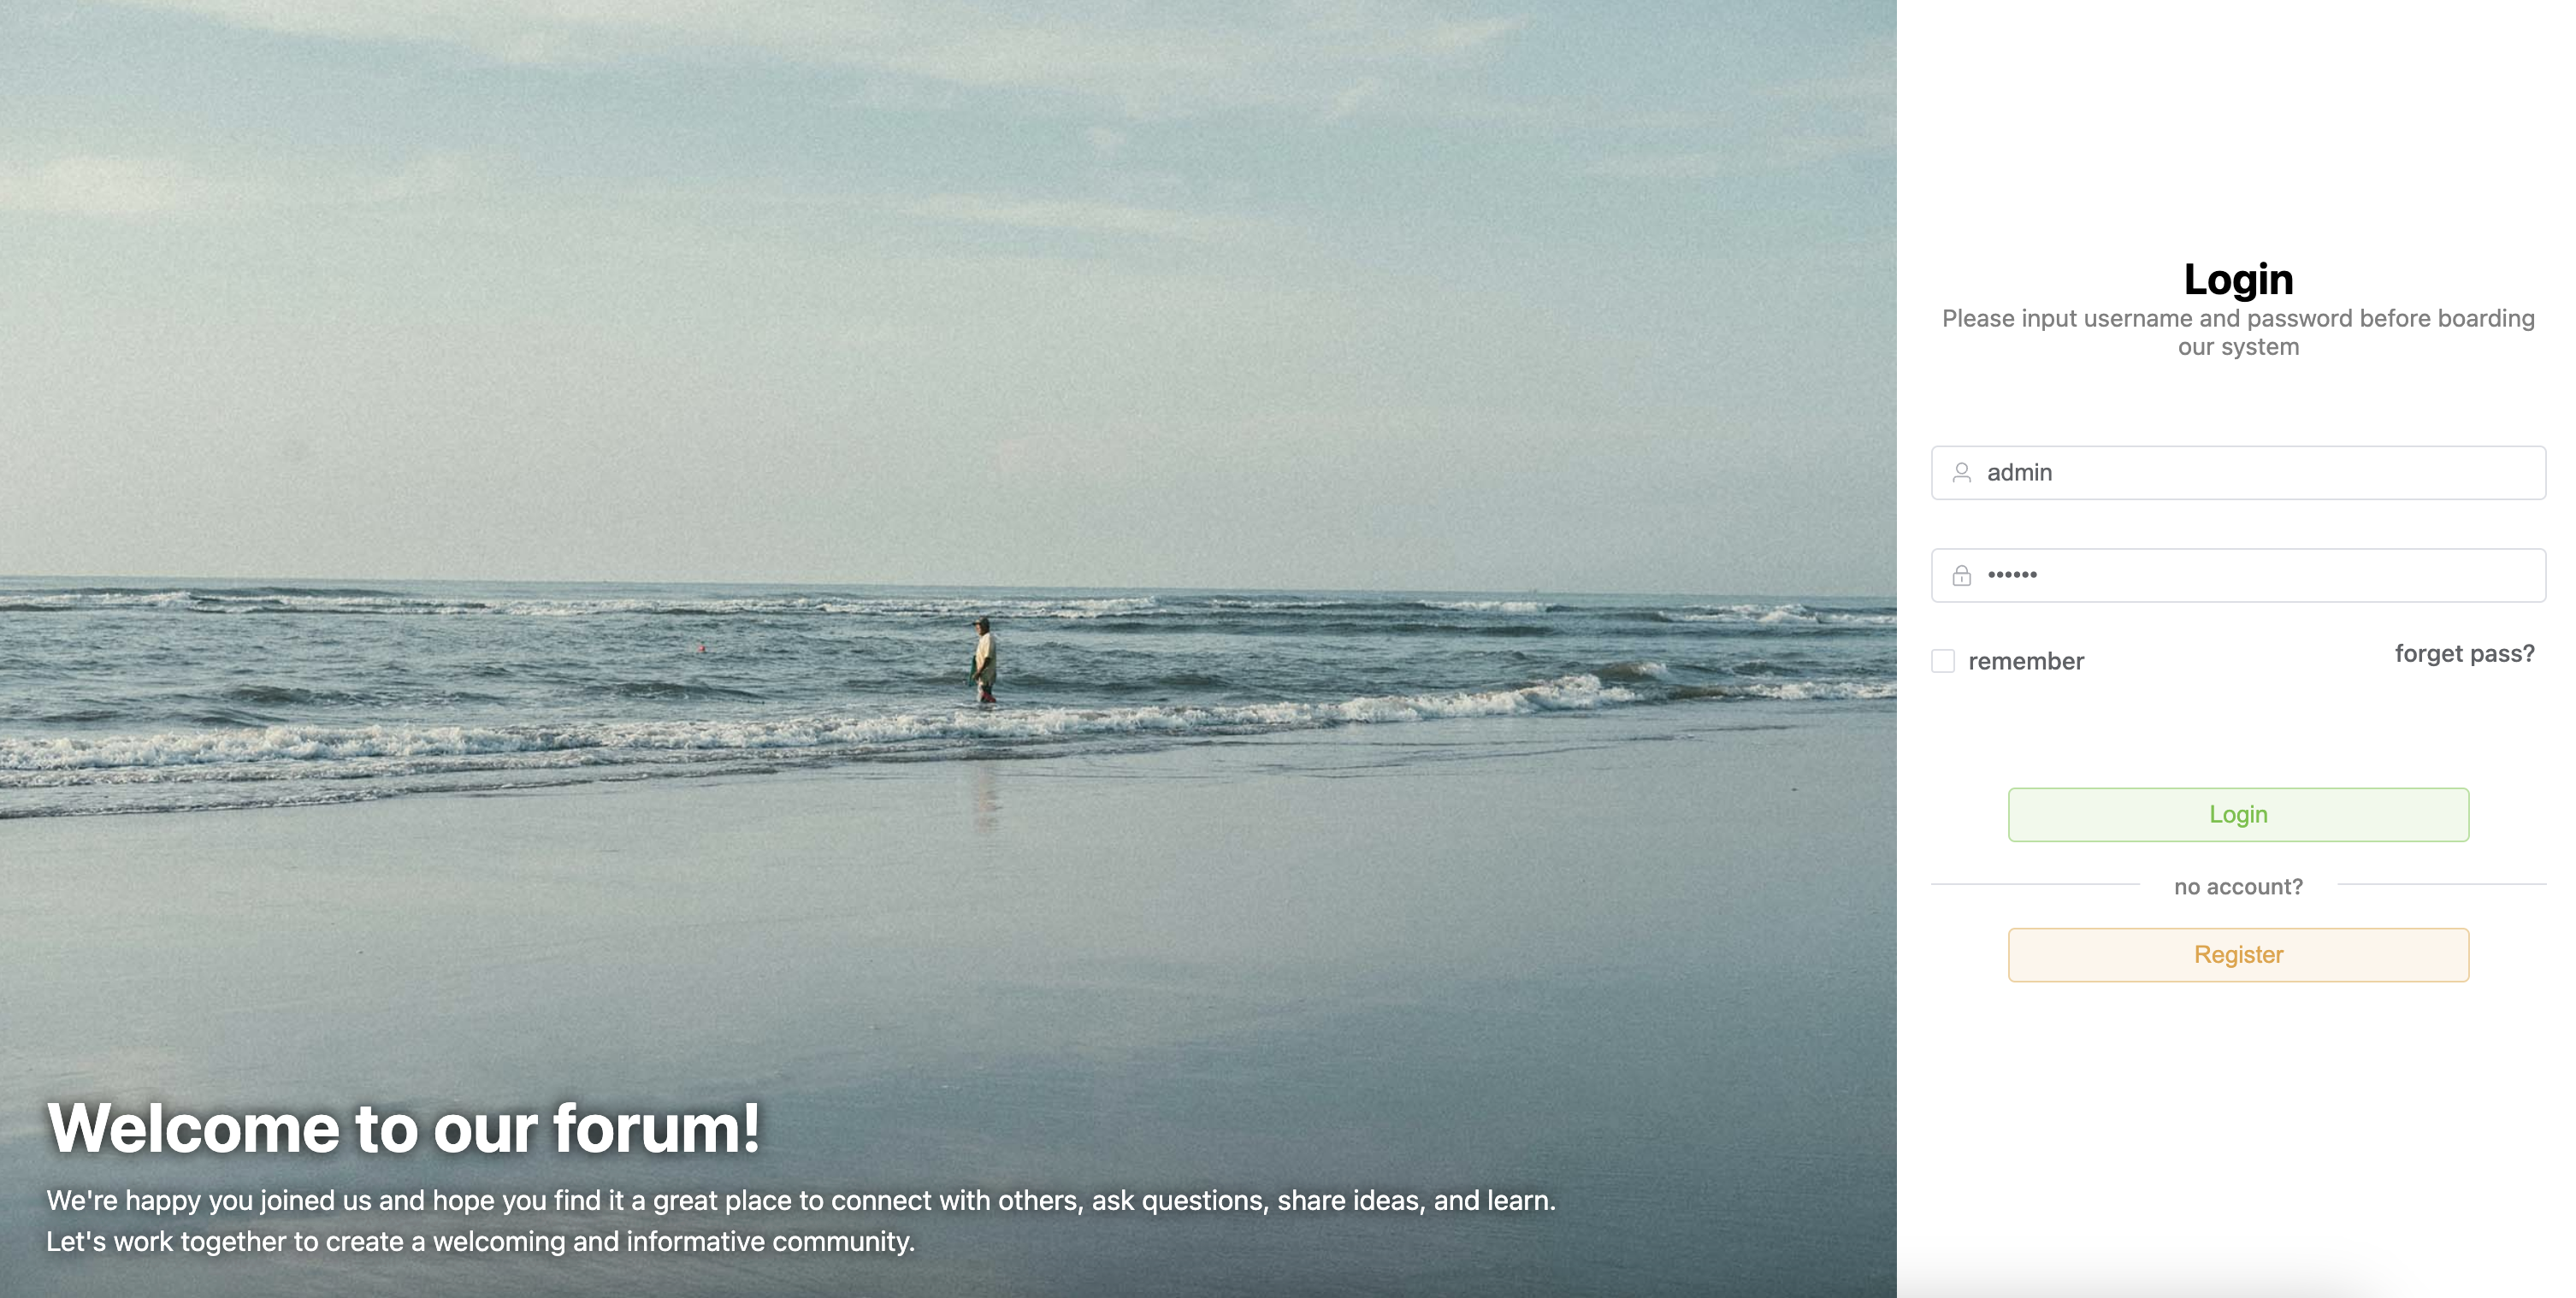 Login
Please input username and password before boarding
our system
admin
••••••
remember
forget pass?
Login
no account?
Register
Welcome to our forum!
We're happy you joined us and hope you find it a great place to connect with others, ask questions, share ideas, and learn.
Let's work together to create a welcoming and informative community.